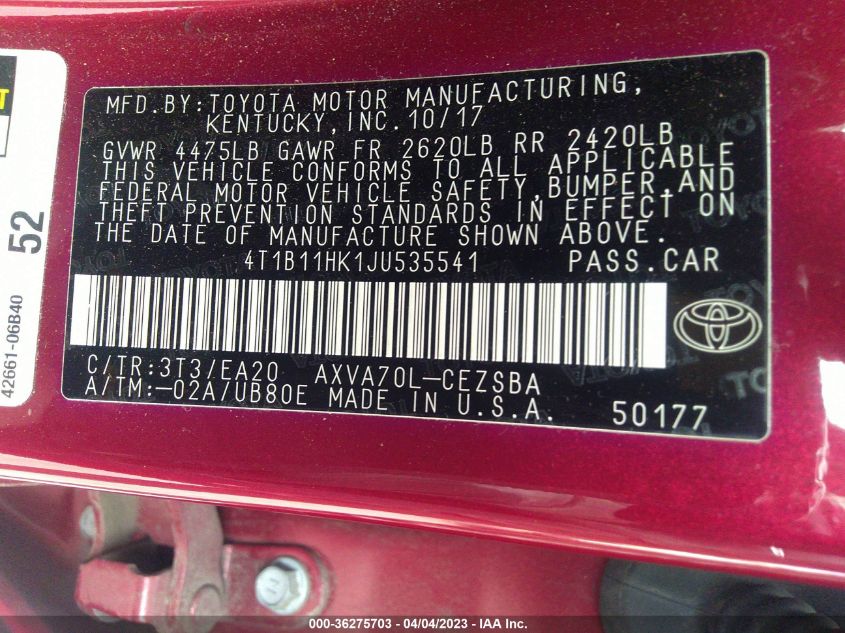 MFD.BY:TOYOTA MOTOR MANUFACTURING,
KENTUCKY,INC.10/17
GVWR 4475LB GAWR FR 2620LB RR 2420LB
THIS VEHICLE CONFORMS TO ALL APPLICABLE
FEDERAL MOTOR VEHICLE SAFETY,BUMPER,AND
THEFT PREVENTION STANDARDS IN EFFECT ON
THE DATE OF MANUFACTURE SHOWN ABOVE.
4T1B11HK1JU535541 PASS.CAR
C/TR:3T3/EA20 AXVA70L-CEZSBA
A/TM:-02A/UB80E MADE IN U.S.A. 50177
52
42661-06B40
000-36275703 - 04/04/2023 - IAA Inc.